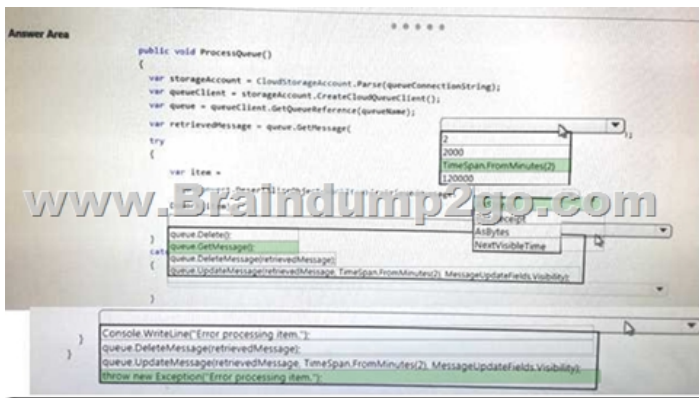 Answer Area
public void ProcessQueue()
{
var storageAccount = CloudStorageAccount.Parse(queueConnectionString);
var queueClient = storageAccount.CreateCloudQueueClient();
var queue = queueClient.GetQueueReference(queueName);
var retrievedMessage = queue.GetMessage(
);
2
2000
TimeSpan.FromMinutes(2)
120000
try
{
var item =
www.Braindump2go.com
AsBytes
NextVisibleTime
queue.Delete();
}
queue.GetMessage();
queue.DeleteMessage(retrievedMessage);
{
queue.UpdateMessage(retrievedMessage, TimeSpan.FromMinutes(2), MessageUpdateFields.Visibility);
}
Console.WriteLine("Error processing item.");
}
queue.DeleteMessage(retrievedMessage);
}
queue.UpdateMessage(retrievedMessage, TimeSpan.FromMinutes(2), MessageUpdateFields.Visibility);
throw new Exception("Error processing item.");